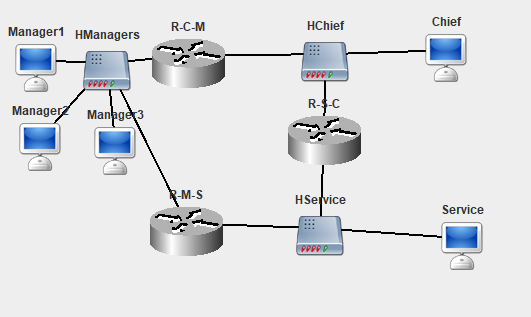 Manager1
HManagers
R-C-M
HChief
Chief
Manager2
Manager3
R-S-C
R-M-S
HService
Service